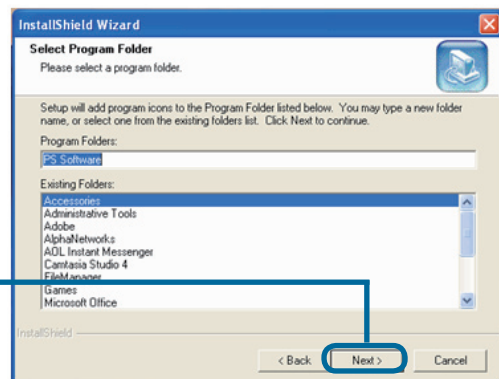 InstallShield Wizard
Select Program Folder
Please select a program folder.
Setup will add program icons to the Program Folder listed below. You may type a new folder
name, or select one from the existing folders list. Click Next to continue.
Program Folders:
PS Software
Existing Folders:
Accessories
Administrative Tools
Adobe
AlphaNetworks
AOL Instant Messenger
Camtasia Studio 4
FileManager
Games
Microsoft Office
InstallShield
< Back Next > Cancel